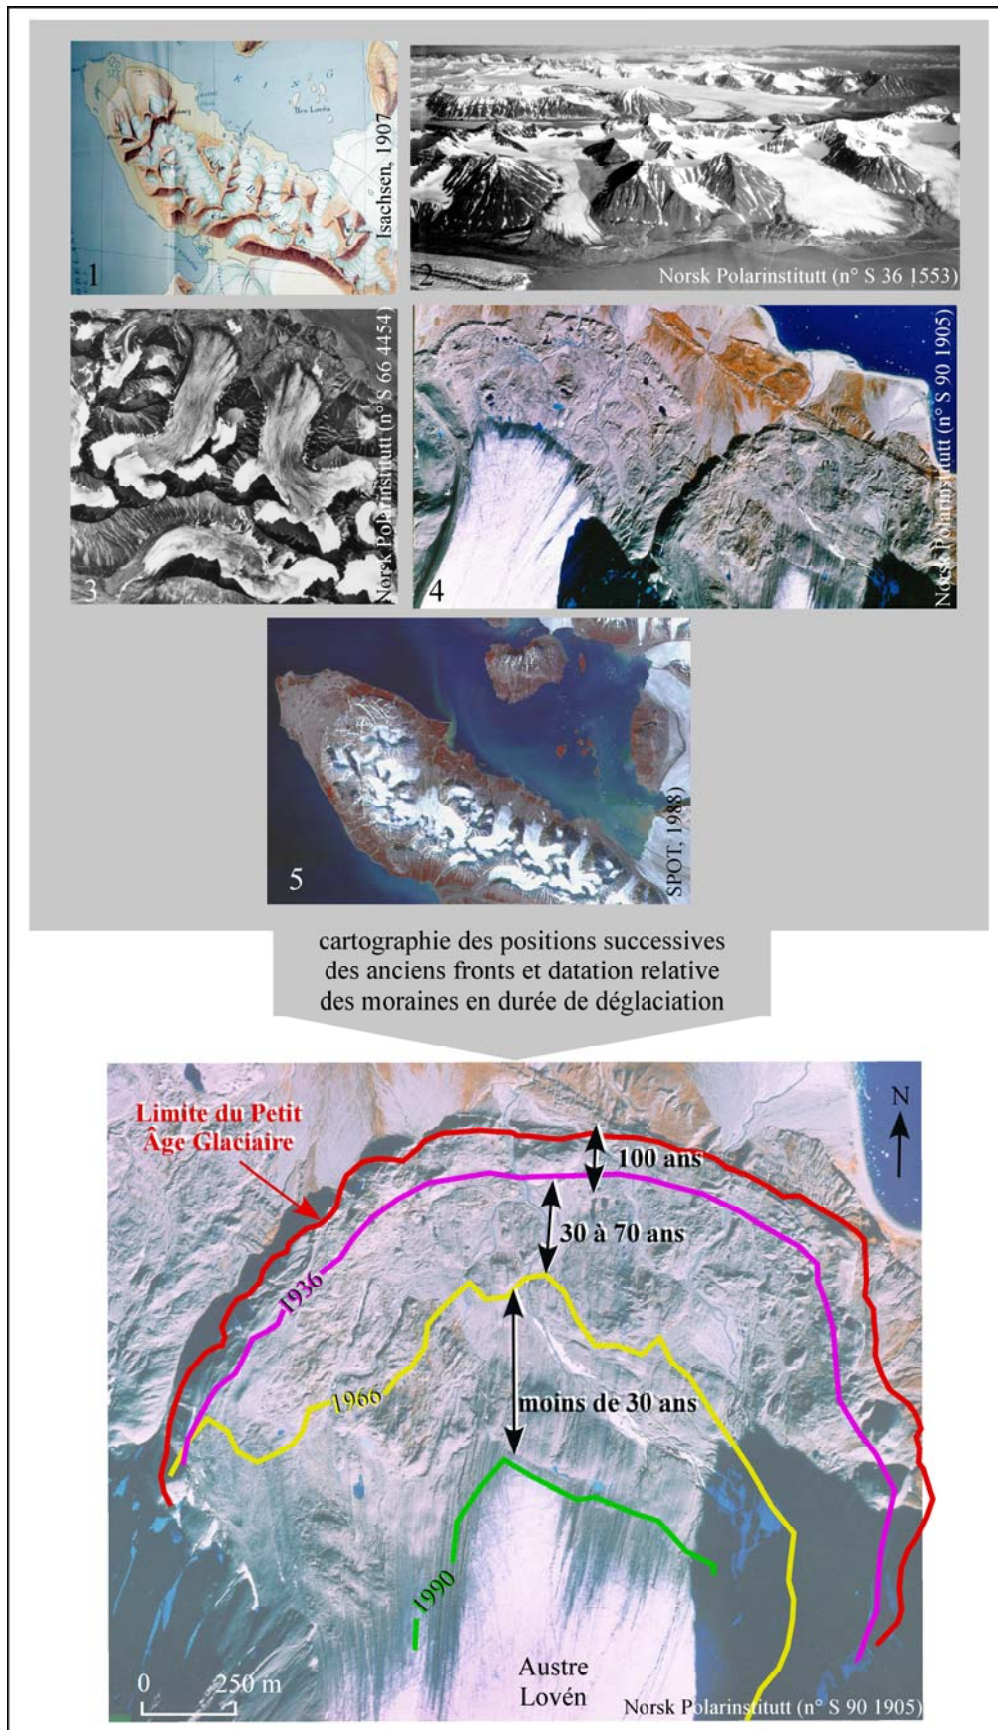 Iles Lovén
Isachsen, 1907
1
2
Norsk Polarinstitutt (n° S 36 1553)
Norsk Polarinstitutt (n° S 66 4454)
3
Norsk Polarinstitutt (n° S 90 1905)
4
SPOT, 1988)
5
cartographie des positions successives
des anciens fronts et datation relative
des moraines en durée de déglaciation
Limite du Petit
Âge Glaciaire
N
100 ans
30 à 70 ans
1936
1966
moins de 30 ans
1990
0 250 m
Austre
Lovén
Norsk Polarinstitutt (n° S 90 1905)